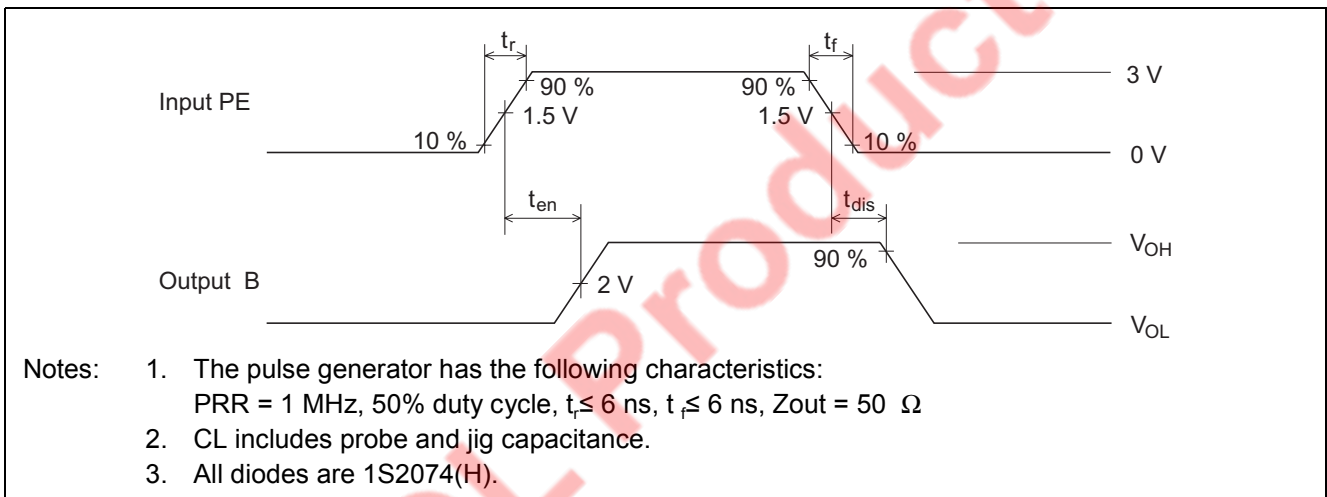 tr
tf
90 %
90 %
3 V
Input PE
1.5 V
1.5 V
10 %
10 %
0 V
ten
tdis
VOH
90 %
Output B
2 V
VOL
Notes: 1. The pulse generator has the following characteristics:
PRR = 1 MHz, 50% duty cycle, tr≤ 6 ns, t f≤ 6 ns, Zout = 50 Ω
2. CL includes probe and jig capacitance.
3. All diodes are 1S2074(H).
Product